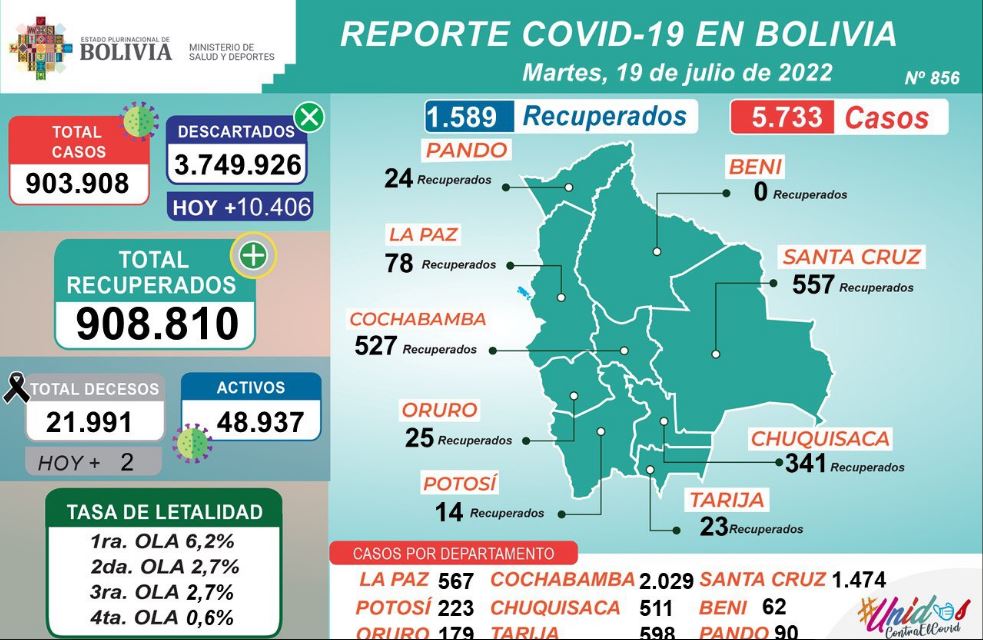 ESTADO PLURINACIONAL DE
BOLIVIA
MINISTERIO DE
SALUD Y DEPORTES
REPORTE COVID-19 EN BOLIVIA
Martes, 19 de julio de 2022
Nº 856
TOTAL
CASOS
903.908
DESCARTADOS
3.749.926
HOY +10.406
TOTAL
RECUPERADOS
908.810
TOTAL DECESOS
21.991
HOY + 2
ACTIVOS
48.937
TASA DE LETALIDAD
1ra. OLA 6,2%
2da. OLA 2,7%
3ra. OLA 2,7%
4ta. OLA 0,6%
1.589 Recuperados
5.733 Casos
PANDO
24 Recuperados
BENI
0 Recuperados
LA PAZ
78 Recuperados
SANTA CRUZ
557 Recuperados
COCHABAMBA
527 Recuperados
ORURO
25 Recuperados
CHUQUISACA
341 Recuperados
POTOSÍ
14 Recuperados
TARIJA
23 Recuperados
CASOS POR DEPARTAMENTO
LA PAZ 567 COCHABAMBA 2.029 SANTA CRUZ 1.474
POTOSÍ 223 CHUQUISACA 511 BENI 62
ORURO 179 TARIJA 598 PANDO 90
#Unidos
ContraElCovid